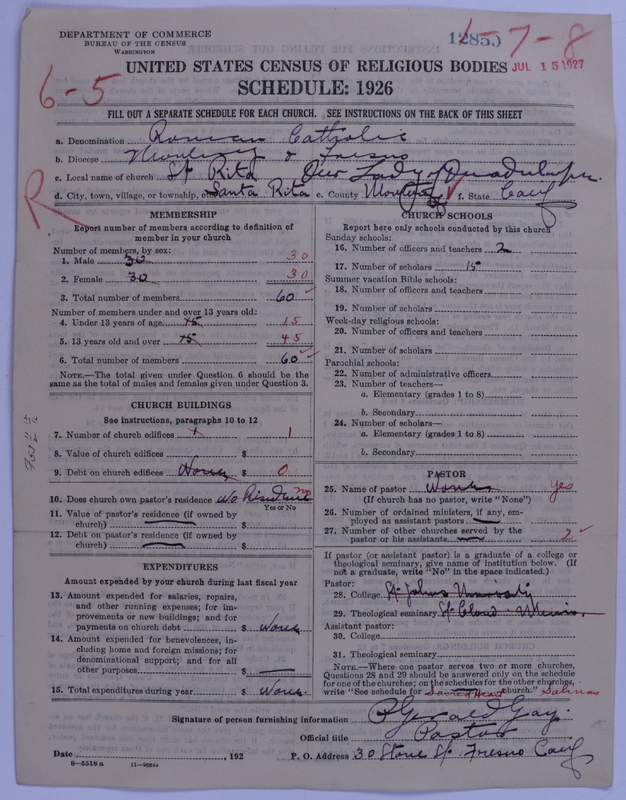 DEPARTMENT OF COMMERCE
BUREAU OF THE CENSUS
WASHINGTON
7-8
UNITED STATES CENSUS OF RELIGIOUS BODIES
JUL 15 1927
6-5
SCHEDULE: 1926
FILL OUT A SEPARATE SCHEDULE FOR EACH CHURCH. SEE INSTRUCTIONS ON THE BACK OF THIS SHEET
a. Denomination Roman Catholic
b. Diocese Monterey & Fresno
c. Local name of church St Rita Our Lady of
d. City, town, village, or township, etc. Santa Rita e. County f. State
R
MEMBERSHIP
Report number of members according to definition of
member in your church
Number of members, by sex:
1. Male 30 30
2. Female 30 30
3. Total number of members 60
Number of members under and over 13 years old:
4. Under 13 years of age 15 15
5. 13 years old and over 45
6. Total number of members 60
NOTE.—The total given under Question 6 should be the
same as the total of males and females given under Question 3.
CHURCH BUILDINGS
See instructions, paragraphs 10 to 12
7. Number of church edifices 1 1
8. Value of church edifices $
9. Debt on church edifices None $ 0
10. Does church own pastor's residence No Residence no
Yes or No
11. Value of pastor's residence (if owned by
church) $
12. Debt on pastor's residence (if owned by
church) $
EXPENDITURES
Amount expended by your church during last fiscal year
13. Amount expended for salaries, repairs,
and other running expenses; for im-
provements or new buildings; and for
payments on church debt $ None
14. Amount expended for benevolences, in-
cluding home and foreign missions; for
denominational support; and for all
other purposes $
15. Total expenditures during year $ None
CHURCH SCHOOLS
Report here only schools conducted by this church
Sunday schools:
16. Number of officers and teachers 2
17. Number of scholars 15
Summer vacation Bible schools:
18. Number of officers and teachers
19. Number of scholars
Week-day religious schools:
20. Number of officers and teachers
21. Number of scholars
Parochial schools:
22. Number of administrative officers
23. Number of teachers—
a. Elementary (grades 1 to 8)
b. Secondary
24. Number of scholars—
a. Elementary (grades 1 to 8)
b. Secondary
PASTOR
25. Name of pastor None yes
(If church has no pastor, write "None")
26. Number of ordained ministers, if any, em-
ployed as assistant pastors
27. Number of other churches served by the
pastor or his assistants 2
If pastor (or assistant pastor) is a graduate of a college or
theological seminary, give name of institution below. (If
not a graduate, write "No" in the space indicated.)
Pastor:
28. College St Johns University
29. Theological seminary St Cloud Minn.
Assistant pastor:
30. College
31. Theological seminary
NOTE.—Where one pastor serves two or more churches,
Questions 28 and 29 should be answered only on the schedule
for one of the churches; on the schedules for the other churches,
write "See schedule for Sacred Heart church." Salinas
Signature of person furnishing information P Gerard Gay.
Official title Pastor
Date , 192 P. O. Address 30 Stone St. Fresno
8-5518a